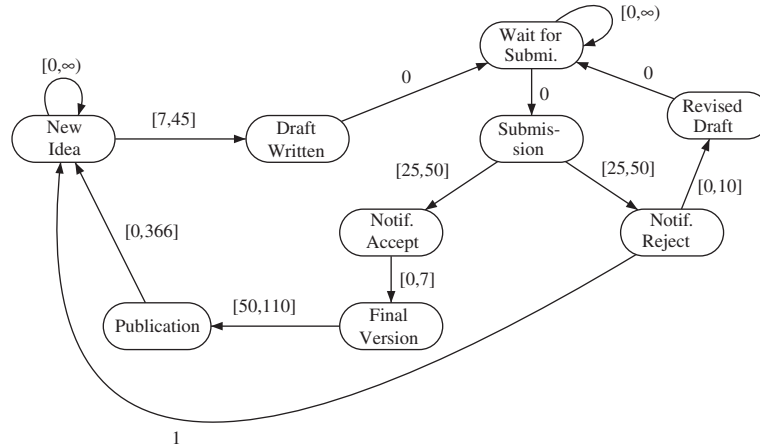 [0,∞)
Wait for
Submi.
[0,∞)
New
Idea
[7,45]
Draft
Written
0
0
Submis-
sion
0
Revised
Draft
[25,50]
[25,50]
[0,10]
Notif.
Accept
Notif.
Reject
[0,366]
[0,7]
Publication
[50,110]
Final
Version
1